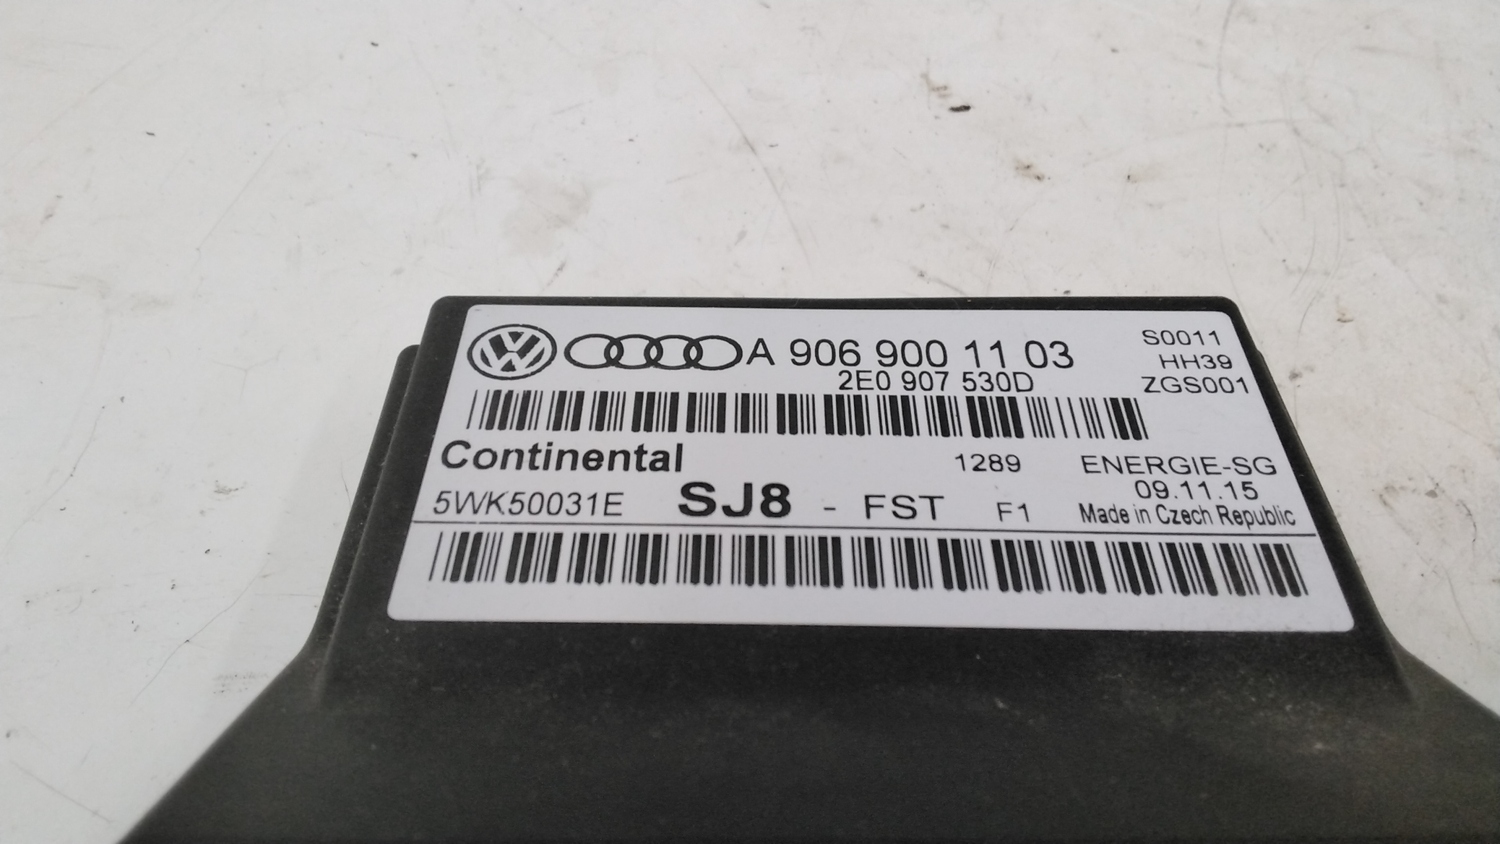 A 906 900 11 03
2E0 907 530D
S0011
HH39
ZGS001
Continental
1289
ENERGIE-SG
09.11.15
5WK50031E
SJ8 - FST
F1
Made in Czech Republic